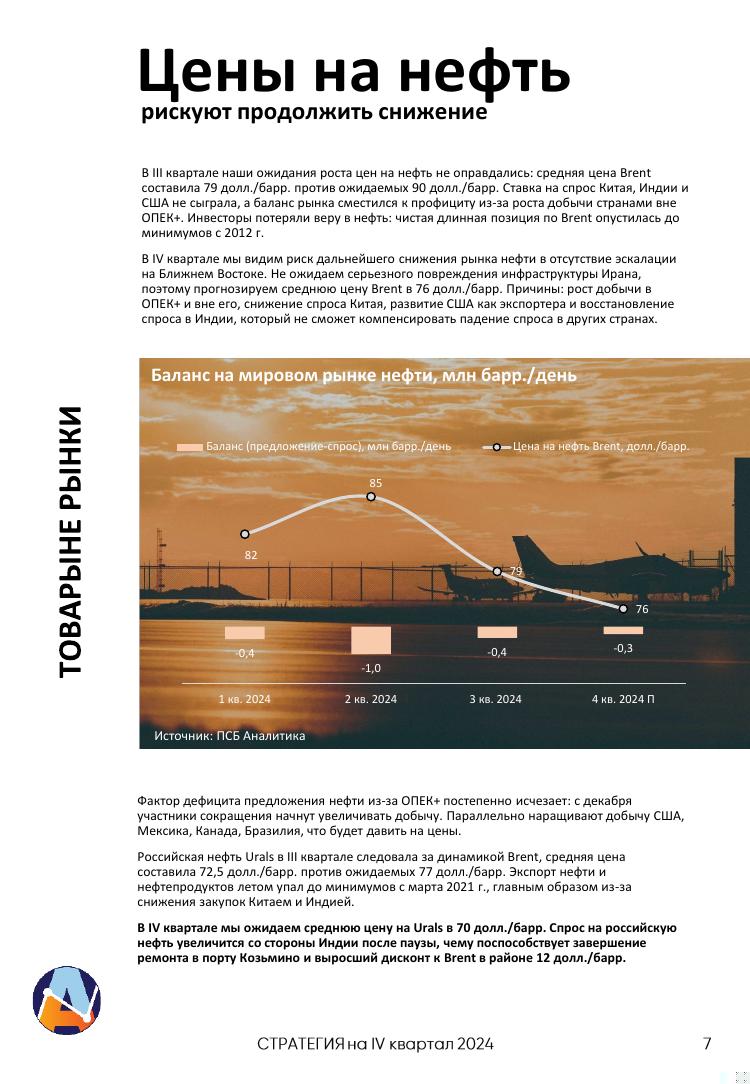 Цены на нефть
рискуют продолжить снижение
В III квартале наши ожидания роста цен на нефть не оправдались: средняя цена Brent
составила 79 долл./барр. против ожидаемых 90 долл./барр. Ставка на спрос Китая, Индии и
США не сыграла, а баланс рынка сместился к профициту из-за роста добычи странами вне
ОПЕК+. Инвесторы потеряли веру в нефть: чистая длинная позиция по Brent опустилась до
минимумов с 2012 г.
В IV квартале мы видим риск дальнейшего снижения рынка нефти в отсутствие эскалации
на Ближнем Востоке. Не ожидаем серьезного повреждения инфраструктуры Ирана,
поэтому прогнозируем среднюю цену Brent в 76 долл./барр. Причины: рост добычи в
ОПЕК+ и вне его, снижение спроса Китая, развитие США как экспортера и восстановление
спроса в Индии, который не сможет компенсировать падение спроса в других странах.
ТОВАРЫНЕ РЫНКИ
Баланс на мировом рынке нефти, млн барр./день
Баланс (предложение-спрос), млн барр./день
Цена на нефть Brent, долл./барр.
85
82
79
76
-0,4
-1,0
-0,4
-0,3
1 кв. 2024
2 кв. 2024
3 кв. 2024
4 кв. 2024 П
Источник: ПСБ Аналитика
Фактор дефицита предложения нефти из-за ОПЕК+ постепенно исчезает: с декабря
участники сокращения начнут увеличивать добычу. Параллельно наращивают добычу США,
Мексика, Канада, Бразилия, что будет давить на цены.
Российская нефть Urals в III квартале следовала за динамикой Brent, средняя цена
составила 72,5 долл./барр. против ожидаемых 77 долл./барр. Экспорт нефти и
нефтепродуктов летом упал до минимумов с марта 2021 г., главным образом из-за
снижения закупок Китаем и Индией.
В IV квартале мы ожидаем среднюю цену на Urals в 70 долл./барр. Спрос на российскую
нефть увеличится со стороны Индии после паузы, чему поспособствует завершение
ремонта в порту Козьмино и выросший дисконт к Brent в районе 12 долл./барр.
СТРАТЕГИЯ на IV квартал 2024
7